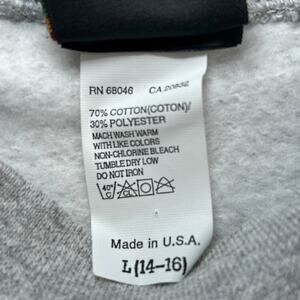 RN 68046 CA 20832
70% COTTON(COTON)/
30% POLYESTER
MACH WASH WARM
WITH LIKE COLORS
NON-CHLORINE BLEACH
TUMBLE DRY LOW
DO NOT IRON
40°
C CL
Made in U.S.A.
L (14-16)